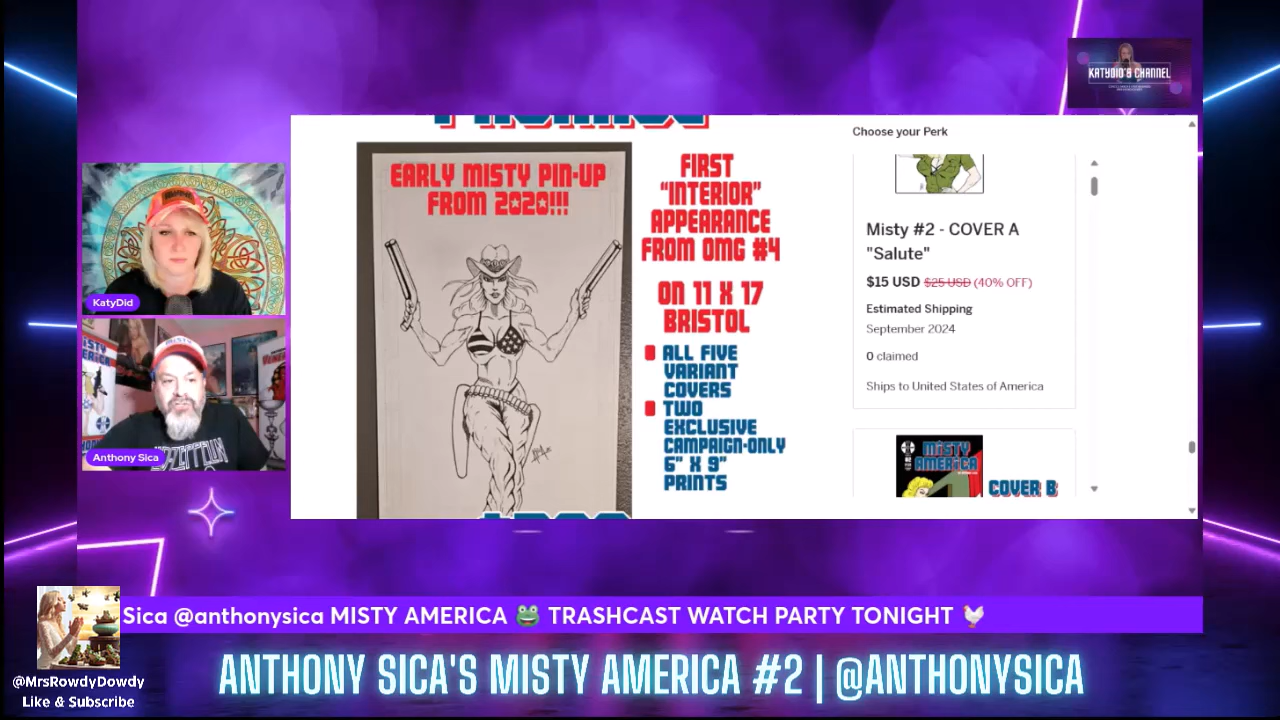 KATYDID'S CHANNEL
Choose your Perk
EARLY MISTY PIN-UP
FROM 2020!!!
FIRST
"INTERIOR"
APPEARANCE
FROM OMG #4
ON 11 X 17
BRISTOL
ALL FIVE
VARIANT
COVERS
TWO
EXCLUSIVE
CAMPAIGN-ONLY
6" X 9"
PRINTS
Misty #2 - COVER A
"Salute"
$15 USD $25 USD (40% OFF)
Estimated Shipping
September 2024
0 claimed
Ships to United States of America
MISTY
AMERICA
COVER B
KatyDid
Anthony Sica
Sica @anthonysica MISTY AMERICA 🐸 TRASHCAST WATCH PARTY TONIGHT 🐓
ANTHONY SICA'S MISTY AMERICA #2 | @ANTHONYSICA
@MrsRowdyDowdy
Like & Subscribe